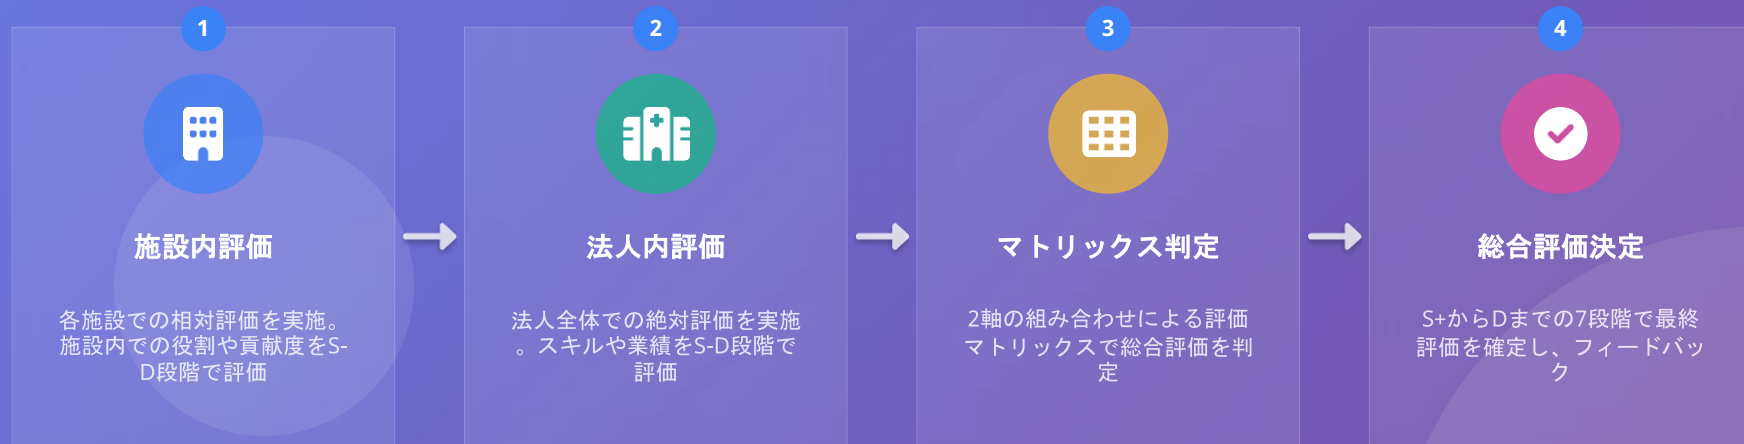 1
施設内評価
各施設での相対評価を実施。
施設内での役割や貢献度をS-
D段階で評価
2
法人内評価
法人全体での絶対評価を実施
。スキルや業績をS-D段階で
評価
3
マトリックス判定
2軸の組み合わせによる評価
マトリックスで総合評価を判
定
4
総合評価決定
S+からDまでの7段階で最終
評価を確定し、フィードバッ
ク